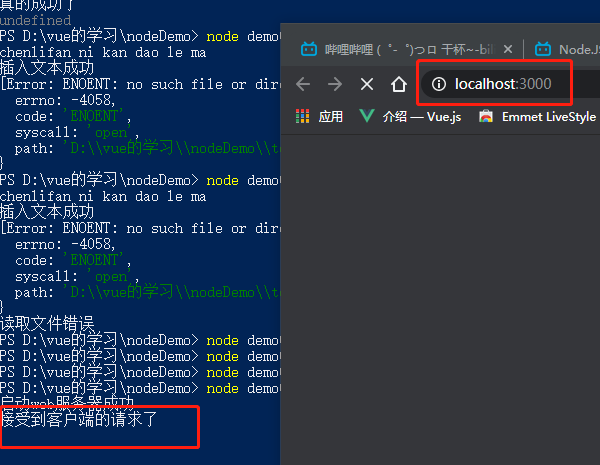 真的成功了
undefined
PS D:\vue的学习\nodeDemo> node demo
chenlifan ni kan dao le ma
插入文本成功
[Error: ENOENT: no such file or dire
errno: -4058,
code: 'ENOENT',
syscall: 'open',
path: 'D:\\vue的学习\\nodeDemo\\te
}
PS D:\vue的学习\nodeDemo> node demo
chenlifan ni kan dao le ma
插入文本成功
[Error: ENOENT: no such file or dire
errno: -4058,
code: 'ENOENT',
syscall: 'open',
path: 'D:\\vue的学习\\nodeDemo\\te
}
读取文件错误
PS D:\vue的学习\nodeDemo> node demo
PS D:\vue的学习\nodeDemo> node demo
PS D:\vue的学习\nodeDemo> node demo
PS D:\vue的学习\nodeDemo> node demo
启动web服务器成功
接受到客户端的请求了
哔哩哔哩 ( ゜- ゜)つロ 干杯~-bili
Node.JS
localhost:3000
应用
介绍 — Vue.js
Emmet LiveStyle